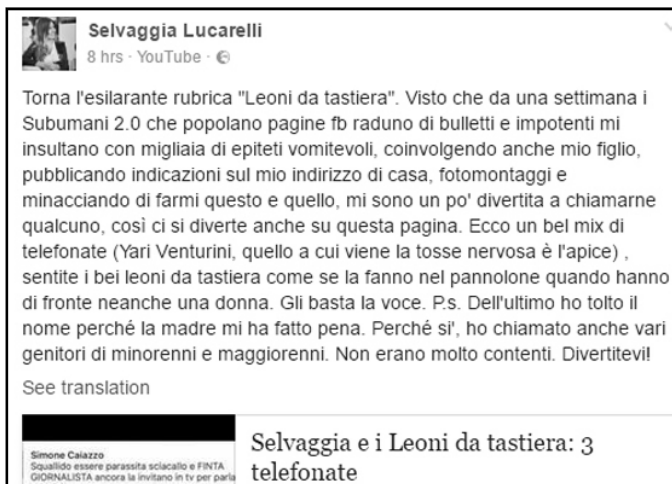 Selvaggia Lucarelli
8 hrs · YouTube ·
Torna l'esilarante rubrica "Leoni da tastiera". Visto che da una settimana i
Subumani 2.0 che popolano pagine fb raduno di bulletti e impotenti mi
insultano con migliaia di epiteti vomitevoli, coinvolgendo anche mio figlio,
pubblicando indicazioni sul mio indirizzo di casa, fotomontaggi e
minacciando di farmi questo e quello, mi sono un po' divertita a chiamarne
qualcuno, così ci si diverte anche su questa pagina. Ecco un bel mix di
telefonate (Yari Venturini, quello a cui viene la tosse nervosa è l'apice) ,
sentite i bei leoni da tastiera come se la fanno nel pannolone quando hanno
di fronte neanche una donna. Gli basta la voce. P.s. Dell'ultimo ho tolto il
nome perché la madre mi ha fatto pena. Perché si', ho chiamato anche vari
genitori di minorenni e maggiorenni. Non erano molto contenti. Divertitevi!
See translation
Simone Caiazzo
Squallido essere parassita sciacallo e FINTA
GIORNALISTA ancora la invitano in tv per parla
Selvaggia e i Leoni da tastiera: 3
telefonate